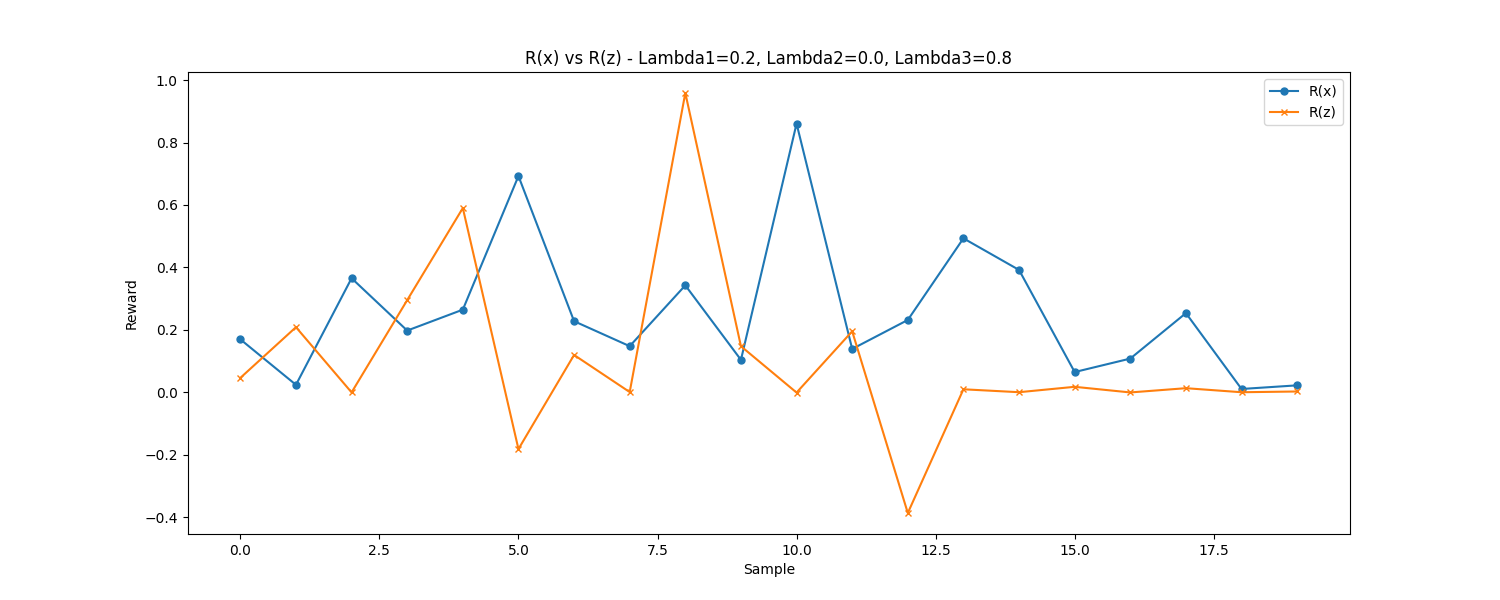 R(x) vs R(z) - Lambda1=0.2, Lambda2=0.0, Lambda3=0.8
R(x)
R(z)
Reward
1.0
0.8
0.6
0.4
0.2
0.0
−0.2
−0.4
0.0 2.5 5.0 7.5 10.0 12.5 15.0 17.5
Sample